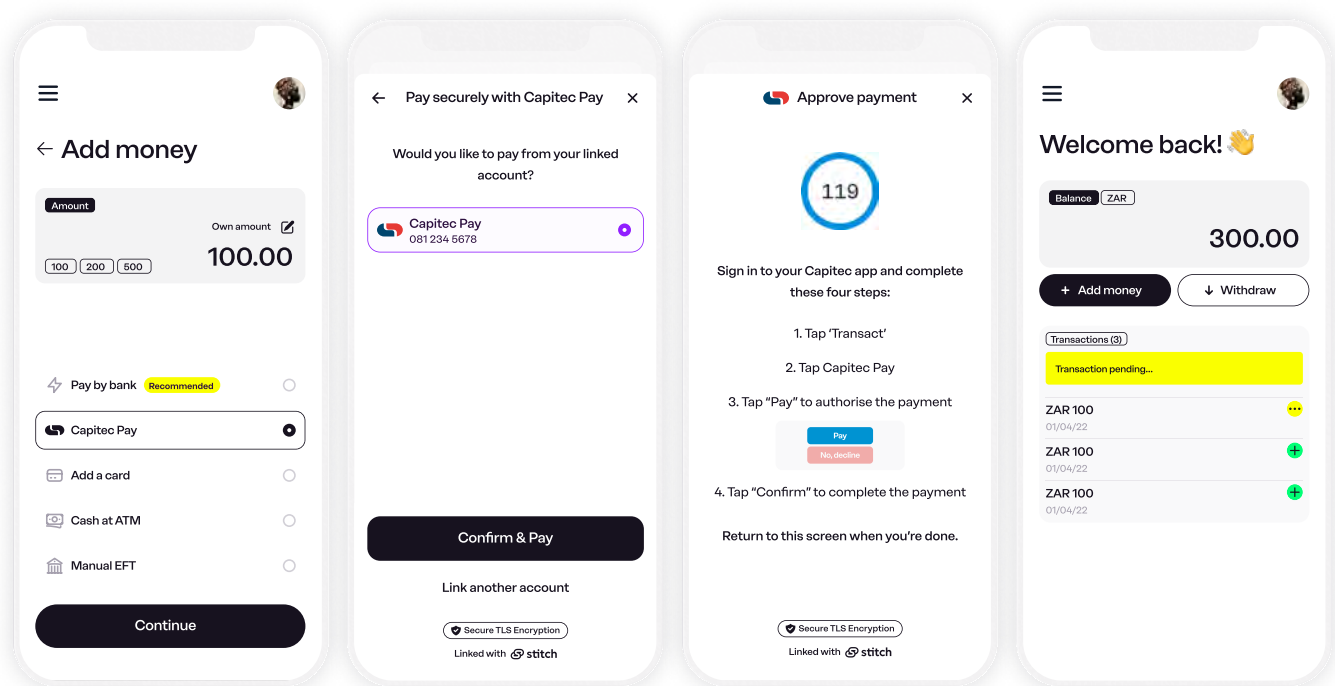 Add money
Amount
Own amount
100.00
100 200 500
Pay by bank Recommended
Capitec Pay
Add a card
Cash at ATM
Manual EFT
Continue
Pay securely with Capitec Pay
Would you like to pay from your linked
account?
Capitec Pay
081 234 5678
Confirm & Pay
Link another account
Secure TLS Encryption
Linked with stitch
Approve payment
119
Sign in to your Capitec app and complete
these four steps:
1. Tap ‘Transact’
2. Tap Capitec Pay
3. Tap “Pay” to authorise the payment
Pay
No, decline
4. Tap “Confirm” to complete the payment
Return to this screen when you’re done.
Secure TLS Encryption
Linked with stitch
Welcome back! 👋
Balance ZAR
300.00
+ Add money
Withdraw
Transactions (3)
Transaction pending...
ZAR 100
01/04/22
ZAR 100
01/04/22
ZAR 100
01/04/22